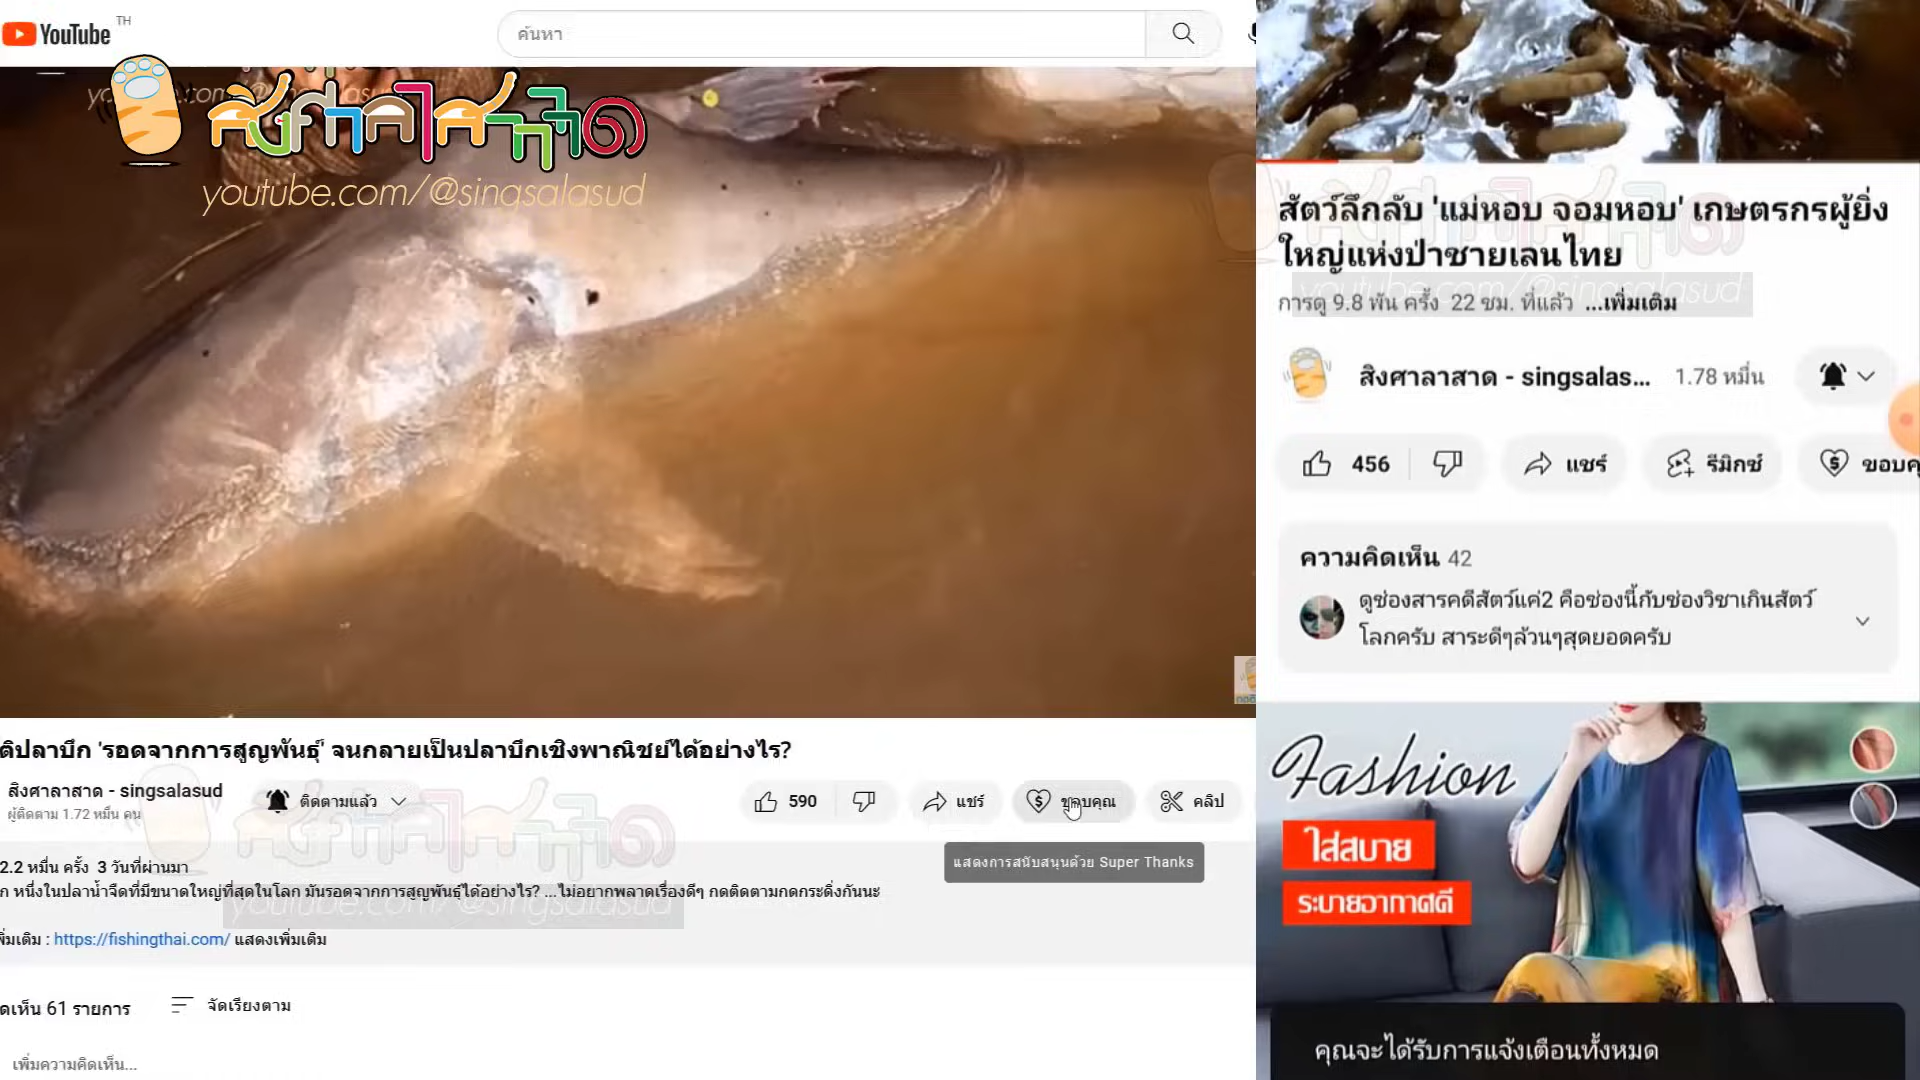 YouTube TH
ค้นหา
สิงศาลาสาด
youtube.com/@singsalasud
ติปลาบึก 'รอดจากการสูญพันธุ์' จนกลายเป็นปลาบึกเชิงพาณิชย์ได้อย่างไร?
สิงศาลาสาด - singsalasud
ผู้ติดตาม 1.72 หมื่น คน
ติดตามแล้ว
590
แชร์
ขอบคุณ
คลิป
แสดงการสนับสนุนด้วย Super Thanks
2.2 หมื่น ครั้ง 3 วันที่ผ่านมา
ก หนึ่งในปลาน้ำจืดที่มีขนาดใหญ่ที่สุดในโลก มันรอดจากการสูญพันธุ์ได้อย่างไร? ...ไม่อยากพลาดเรื่องดีๆ กดติดตามกดกระดิ่งกันนะ
youtube.com/@singsalasud
พิ่มเติม : https://fishingthai.com/ แสดงเพิ่มเติม
ดเห็น 61 รายการ
จัดเรียงตาม
เพิ่มความคิดเห็น...
สัตว์ลึกลับ 'แม่หอบ จอมหอบ' เกษตรกรผู้ยิ่ง
ใหญ่แห่งป่าชายเลนไทย
youtube.com/@singsalasud
การดู 9.8 พัน ครั้ง 22 ชม. ที่แล้ว ...เพิ่มเติม
สิงศาลาสาด - singsalas...
1.78 หมื่น
456
แชร์
รีมิกซ์
ขอบคุ
ความคิดเห็น 42
ดูช่องสารคดีสัตว์แค่2 คือช่องนี้กับช่องวิชาเกินสัตว์
โลกครับ สาระดีๆล้วนๆสุดยอดครับ
Fashion
ใส่สบาย
ระบายอากาศดี
คุณจะได้รับการแจ้งเตือนทั้งหมด